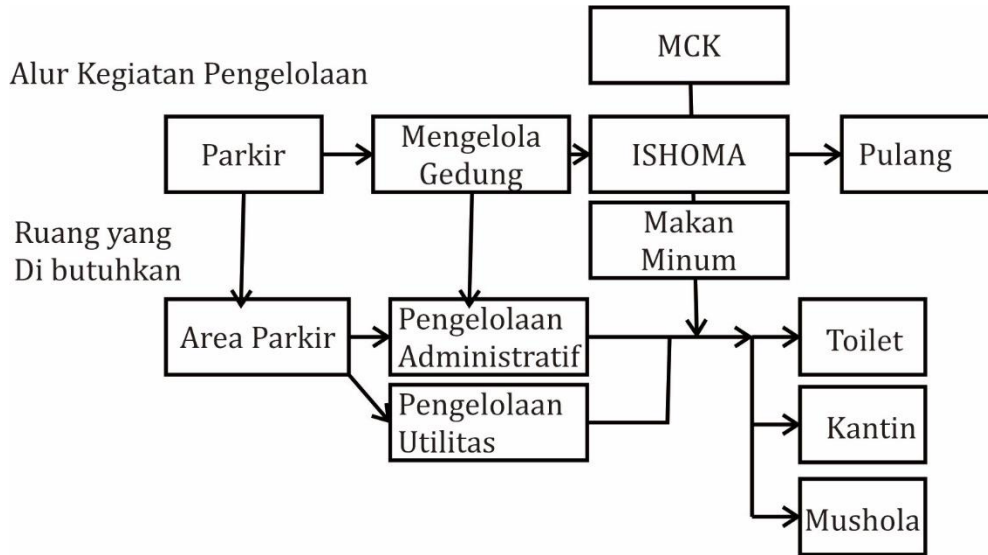 MCK
Alur Kegiatan Pengelolaan
Parkir
Mengelola
Gedung
ISHOMA
Pulang
Makan
Minum
Ruang yang
Di butuhkan
Area Parkir
Pengelolaan
Administratif
Toilet
Pengelolaan
Utilitas
Kantin
Mushola